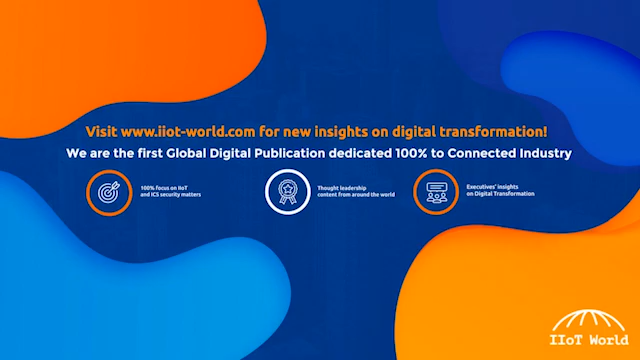 Visit www.iiot-world.com for new insights on digital transformation!
We are the first Global Digital Publication dedicated 100% to Connected Industry
100% focus on IIoT
and ICS security matters
Thought leadership
content from around the world
Executives' insights
on Digital Transformation
IIoT World